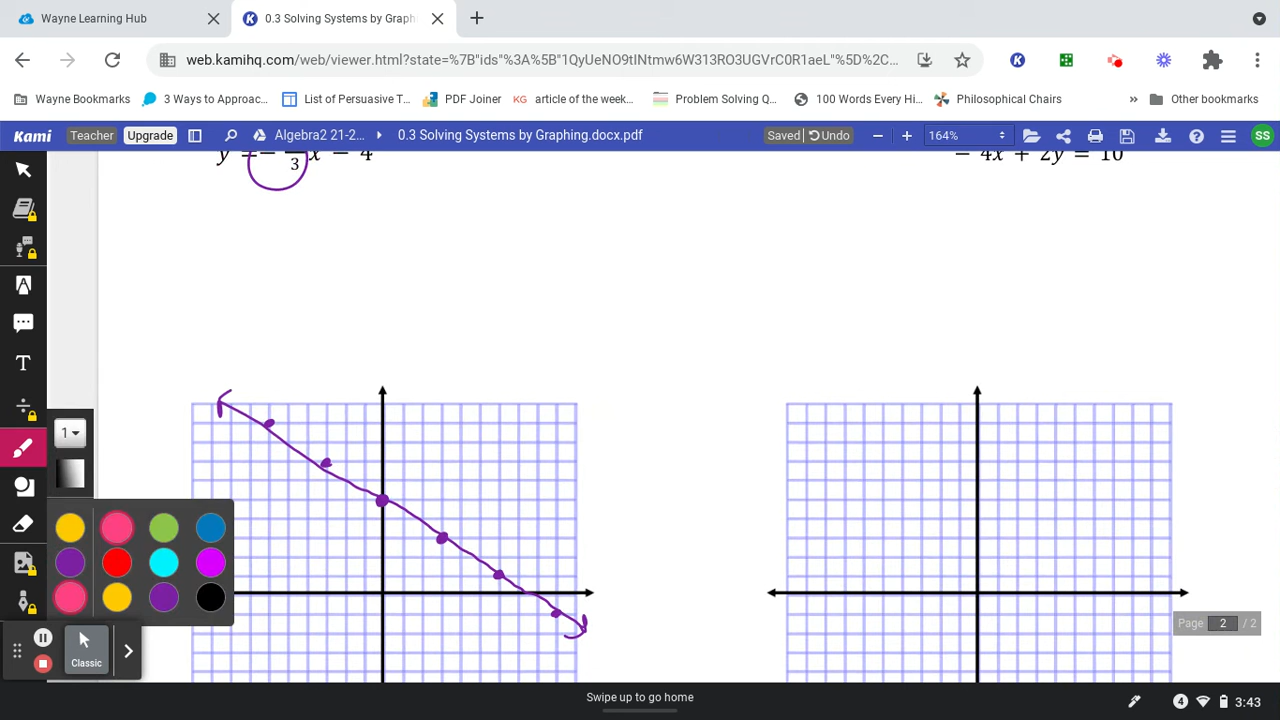 Wayne Learning Hub
0.3 Solving Systems by Graph
web.kamihq.com/web/viewer.html?state=%7B"ids"%3A%5B"1QyUeNO9tINtmw6W313RO3UGVrC0R1aeL"%5D%2C...
Wayne Bookmarks
3 Ways to Approac...
List of Persuasive T...
PDF Joiner
KG article of the week...
Problem Solving Q...
100 Words Every Hi...
Philosophical Chairs
»
Other bookmarks
Kami
Teacher
Upgrade
Algebra2 21-2...
0.3 Solving Systems by Graphing.docx.pdf
Saved
Undo
164%
SS
3
− 4x + 2y = 10
1
Classic
Page 2 / 2
Swipe up to go home
4
3:43